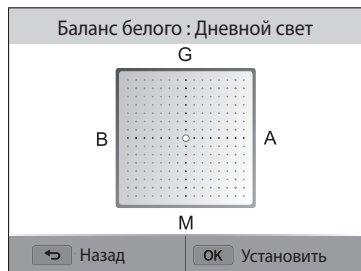 Баланс белого : Дневной свет
G
B A
M
Назад OK Установить